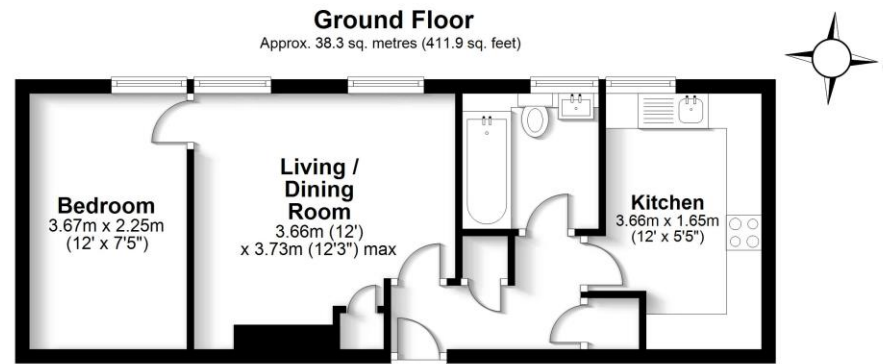 Ground Floor
Approx. 38.3 sq. metres (411.9 sq. feet)
Bedroom
3.67m x 2.25m
(12' x 7'5")
Living /
Dining
Room
3.66m (12')
x 3.73m (12'3") max
Kitchen
3.66m x 1.65m
(12' x 5'5")